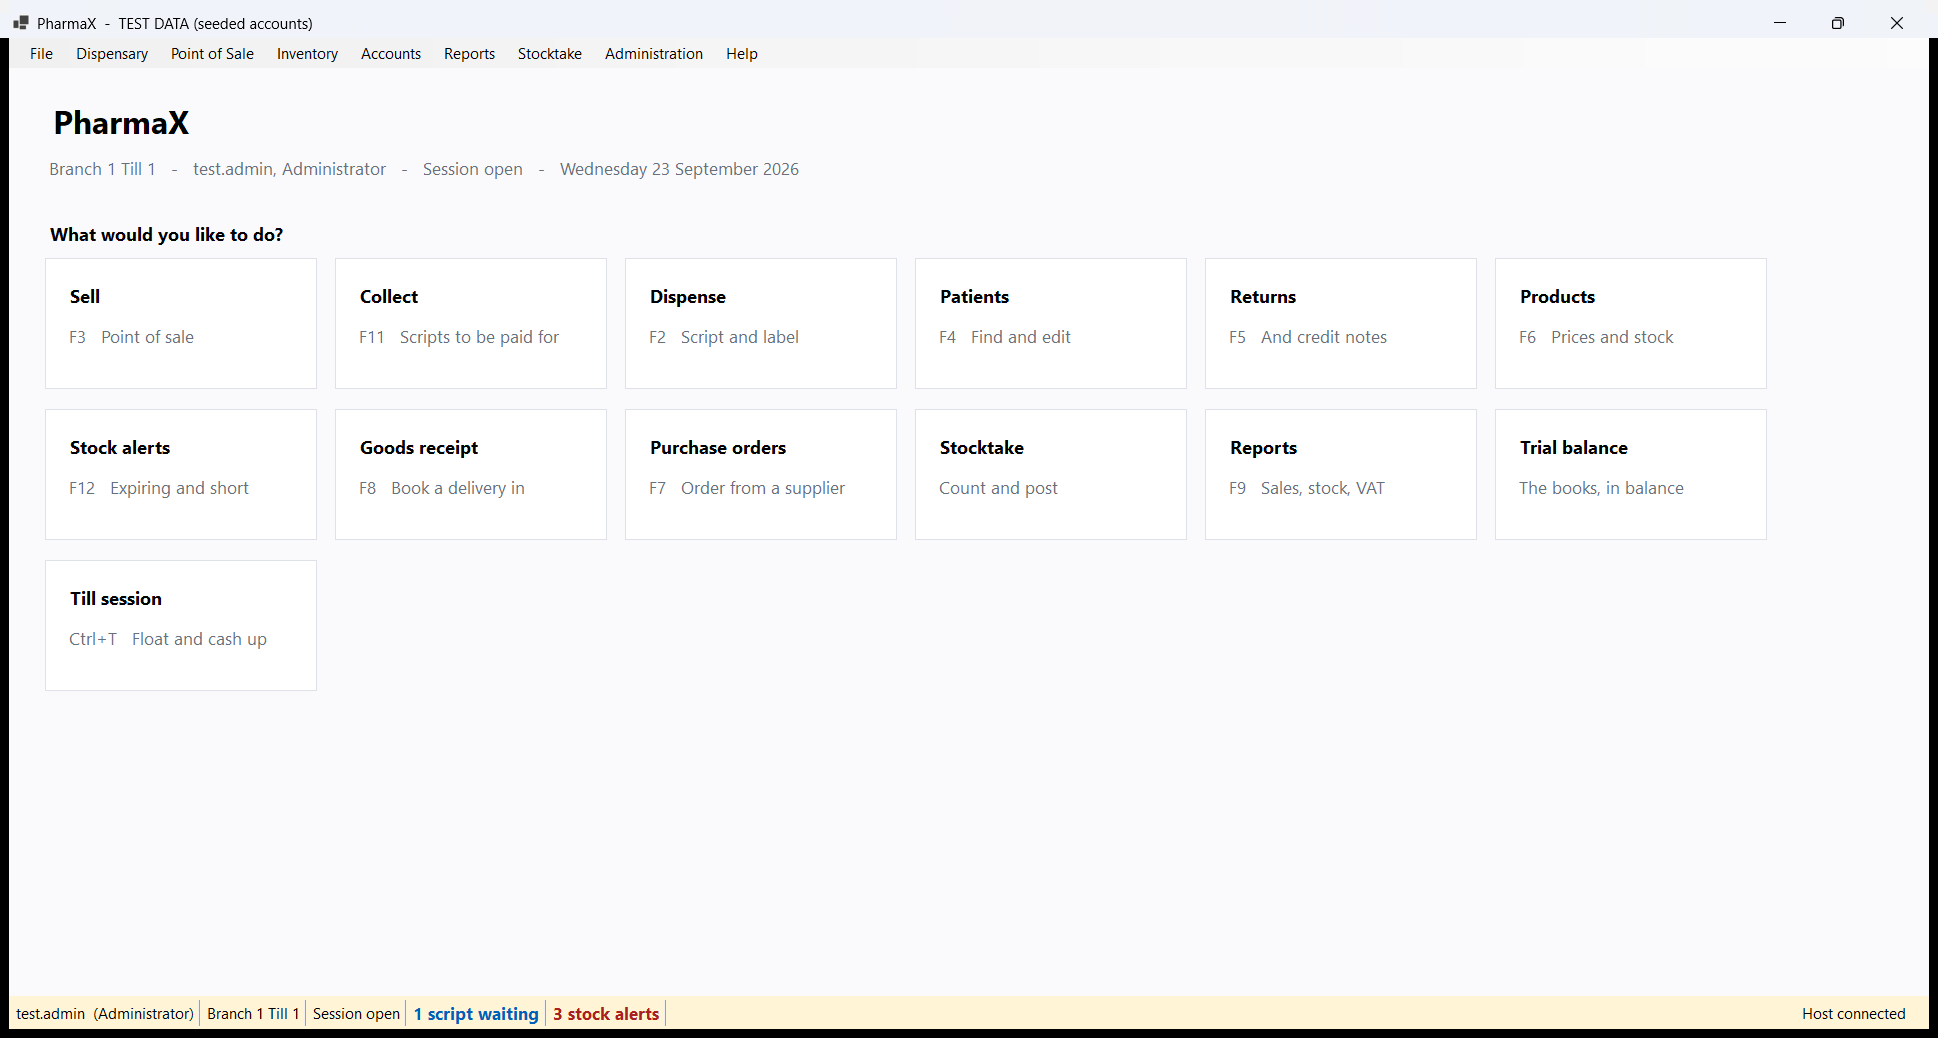 PharmaX - TEST DATA (seeded accounts)
File Dispensary Point of Sale Inventory Accounts Reports Stocktake Administration Help
PharmaX
Branch 1 Till 1 - test.admin, Administrator - Session open - Wednesday 23 September 2026
What would you like to do?
Sell
F3 Point of sale
Collect
F11 Scripts to be paid for
Dispense
F2 Script and label
Patients
F4 Find and edit
Returns
F5 And credit notes
Products
F6 Prices and stock
Stock alerts
F12 Expiring and short
Goods receipt
F8 Book a delivery in
Purchase orders
F7 Order from a supplier
Stocktake
Count and post
Reports
F9 Sales, stock, VAT
Trial balance
The books, in balance
Till session
Ctrl+T Float and cash up
test.admin (Administrator) Branch 1 Till 1 Session open 1 script waiting 3 stock alerts Host connected